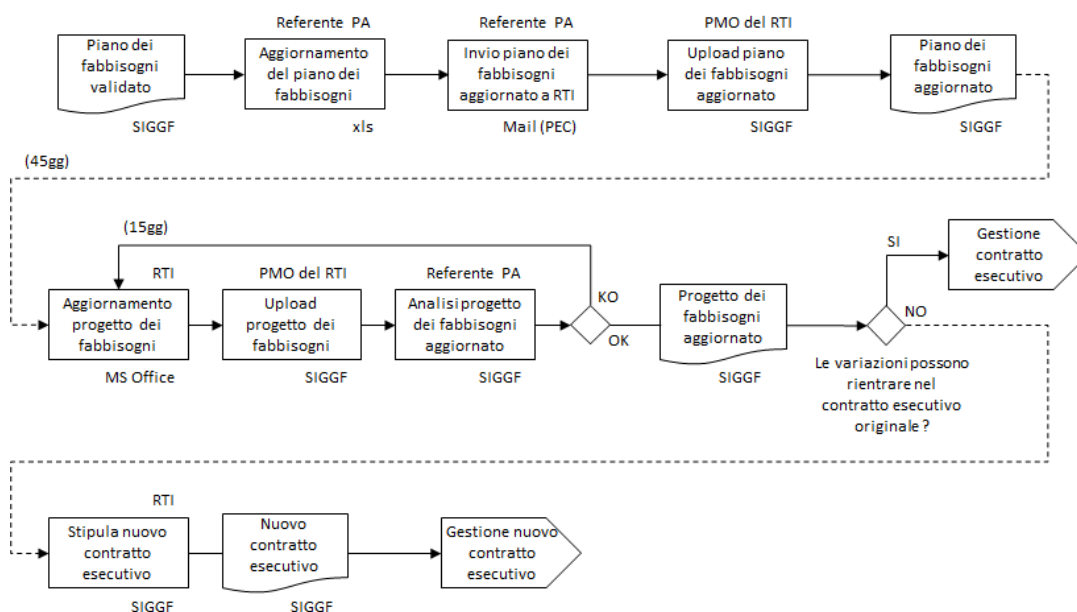 Referente PA
Referente PA
PMO del RTI
Piano dei
fabbisogni
validato
Aggiornamento
del piano dei
fabbisogni
Invio piano dei
fabbisogni
aggiornato a RTI
Upload piano
dei fabbisogni
aggiornato
Piano dei
fabbisogni
aggiornato
SIGGF
xls
Mail (PEC)
SIGGF
SIGGF
(45gg)
(15gg)
RTI
PMO del RTI
Referente PA
Aggiornamento
progetto dei
fabbisogni
Upload
progetto dei
fabbisogni
Analisi progetto
dei fabbisogni
aggiornato
KO
OK
Progetto dei
fabbisogni
aggiornato
SI
NO
Gestione
contratto
esecutivo
MS Office
SIGGF
SIGGF
SIGGF
Le variazioni possono
rientrare nel
contratto esecutivo
originale ?
RTI
Stipula nuovo
contratto
esecutivo
Nuovo
contratto
esecutivo
Gestione nuovo
contratto
esecutivo
SIGGF
SIGGF